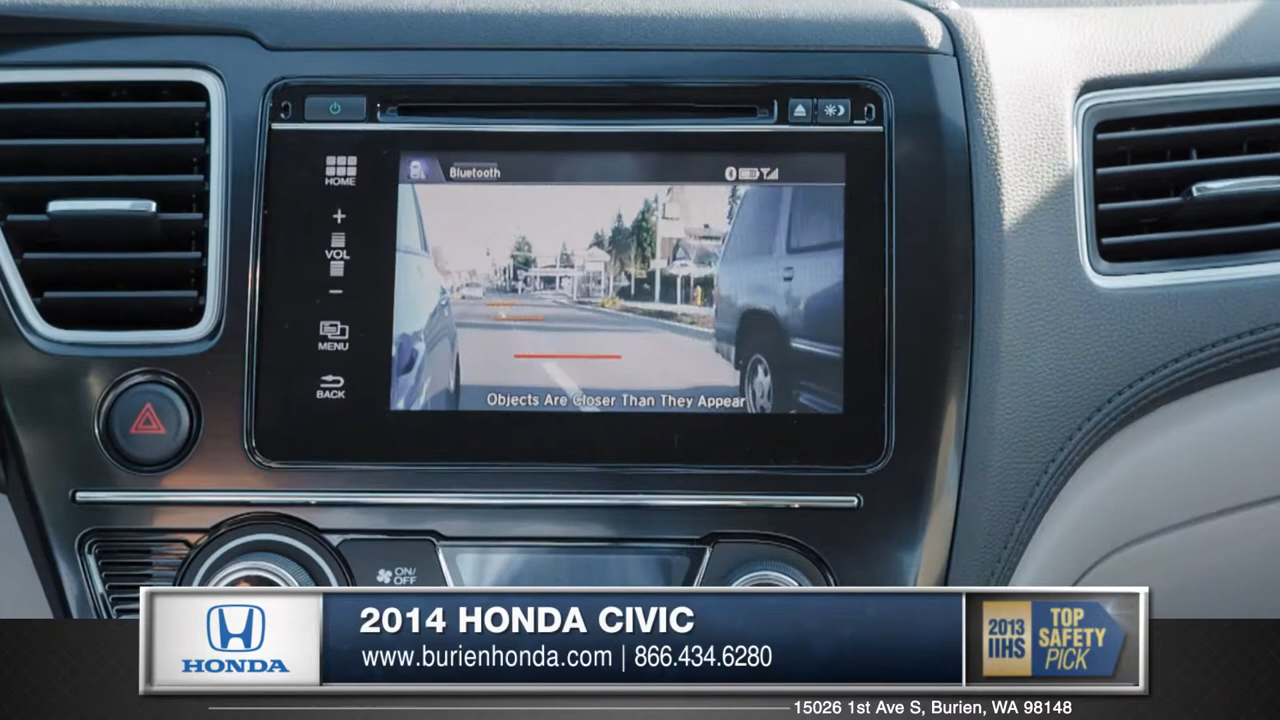 Bluetooth
HOME
+
VOL
−
MENU
BACK
Objects Are Closer Than They Appear
ON/
OFF
HONDA
2014 HONDA CIVIC
www.burienhonda.com | 866.434.6280
2013
IIHS
TOP
SAFETY
PICK
15026 1st Ave S, Burien, WA 98148